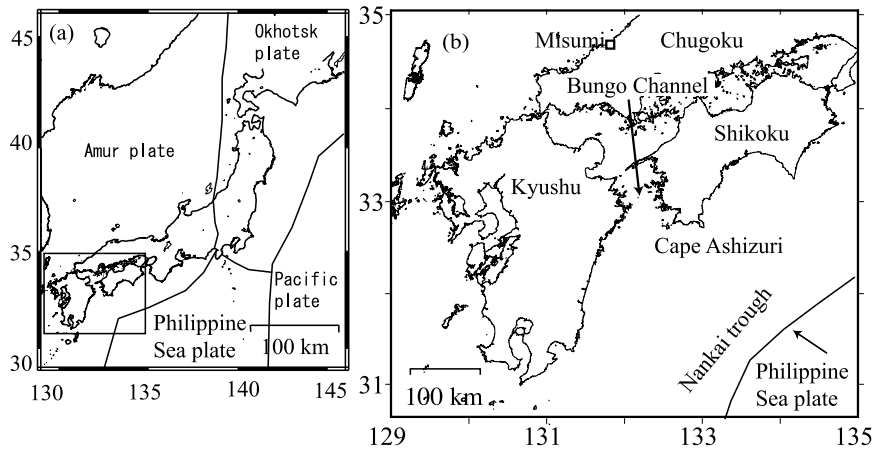 (a)
Okhotsk
plate
Amur plate
Pacific
plate
Philippine
Sea plate
100 km
45
40
35
30
130
135
140
145
(b)
Misumi
Chugoku
Bungo Channel
Shikoku
Kyushu
Cape Ashizuri
Nankai trough
Philippine
Sea plate
100 km
35
33
31
129
131
133
135